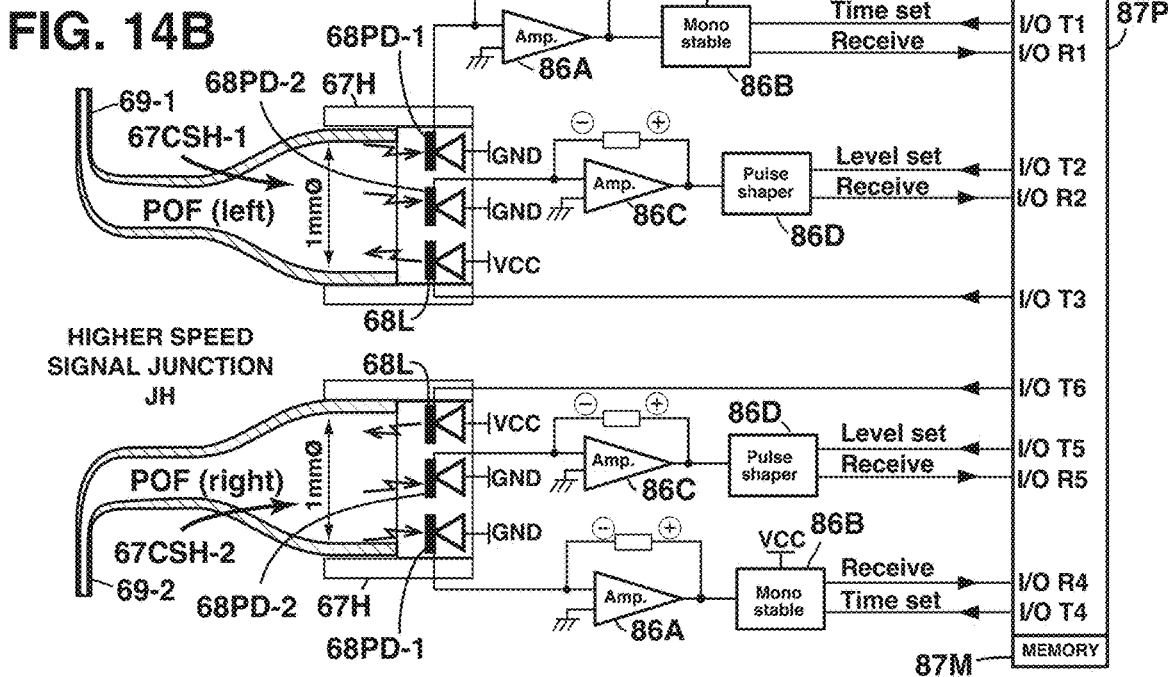 FIG. 14B
68PD-1
Amp.
86A
Mono stable
86B
Time set
Receive
I/O T1
I/O R1
87P
68PD-2
67H
69-1
67CSH-1
POF (left)
1mmØ
GND
GND
VCC
− +
Amp.
86C
Pulse shaper
86D
Level set
Receive
I/O T2
I/O R2
68L
I/O T3
HIGHER SPEED
SIGNAL JUNCTION
JH
68L
I/O T6
POF (right)
1mmØ
VCC
GND
GND
− +
Amp.
86C
86D
Pulse shaper
Level set
Receive
I/O T5
I/O R5
67CSH-2
69-2
68PD-2
67H
68PD-1
− +
Amp.
86A
VCC
86B
Mono stable
Receive
Time set
I/O R4
I/O T4
87M
MEMORY